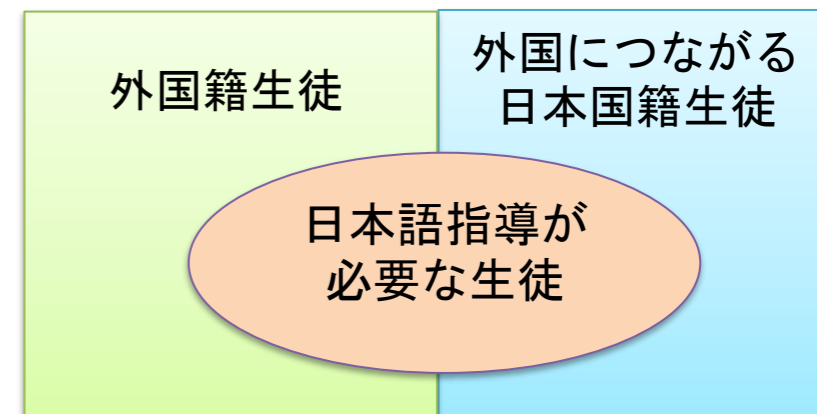 外国籍生徒
外国につながる
日本国籍生徒
日本語指導が
必要な生徒